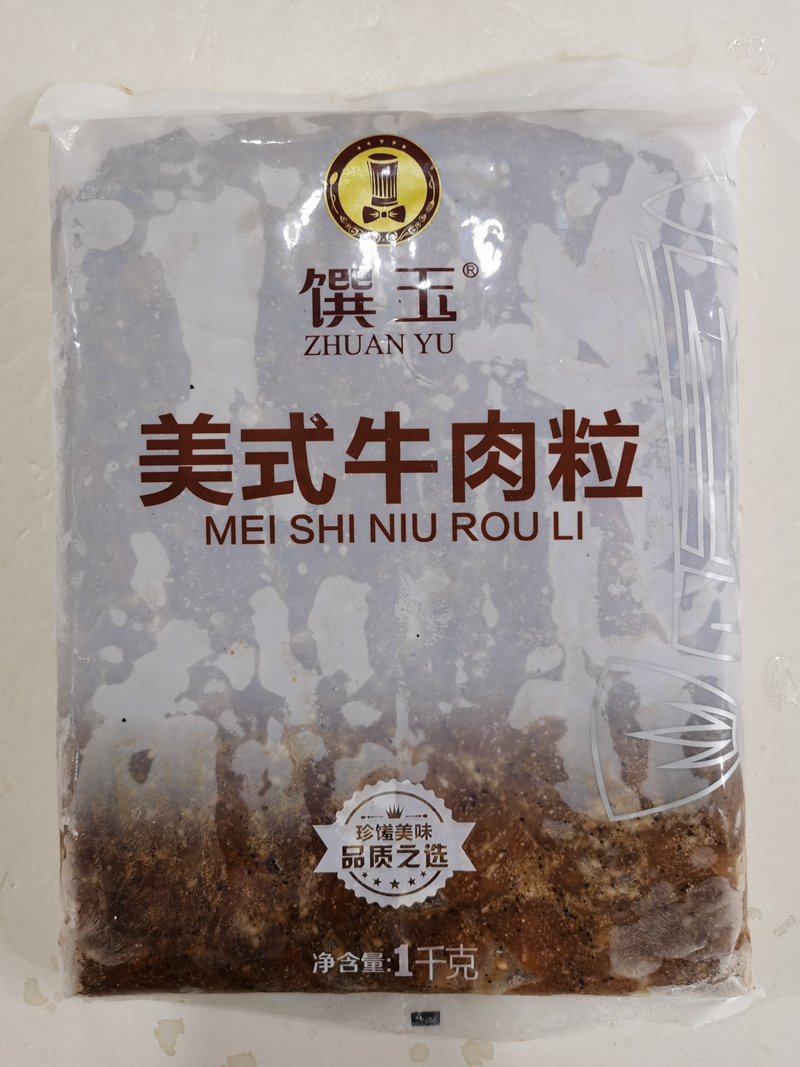 馔玉®
ZHUAN YU
美式牛肉粒
MEI SHI NIU ROU LI
珍馐美味
品质之选
净含量:1千克